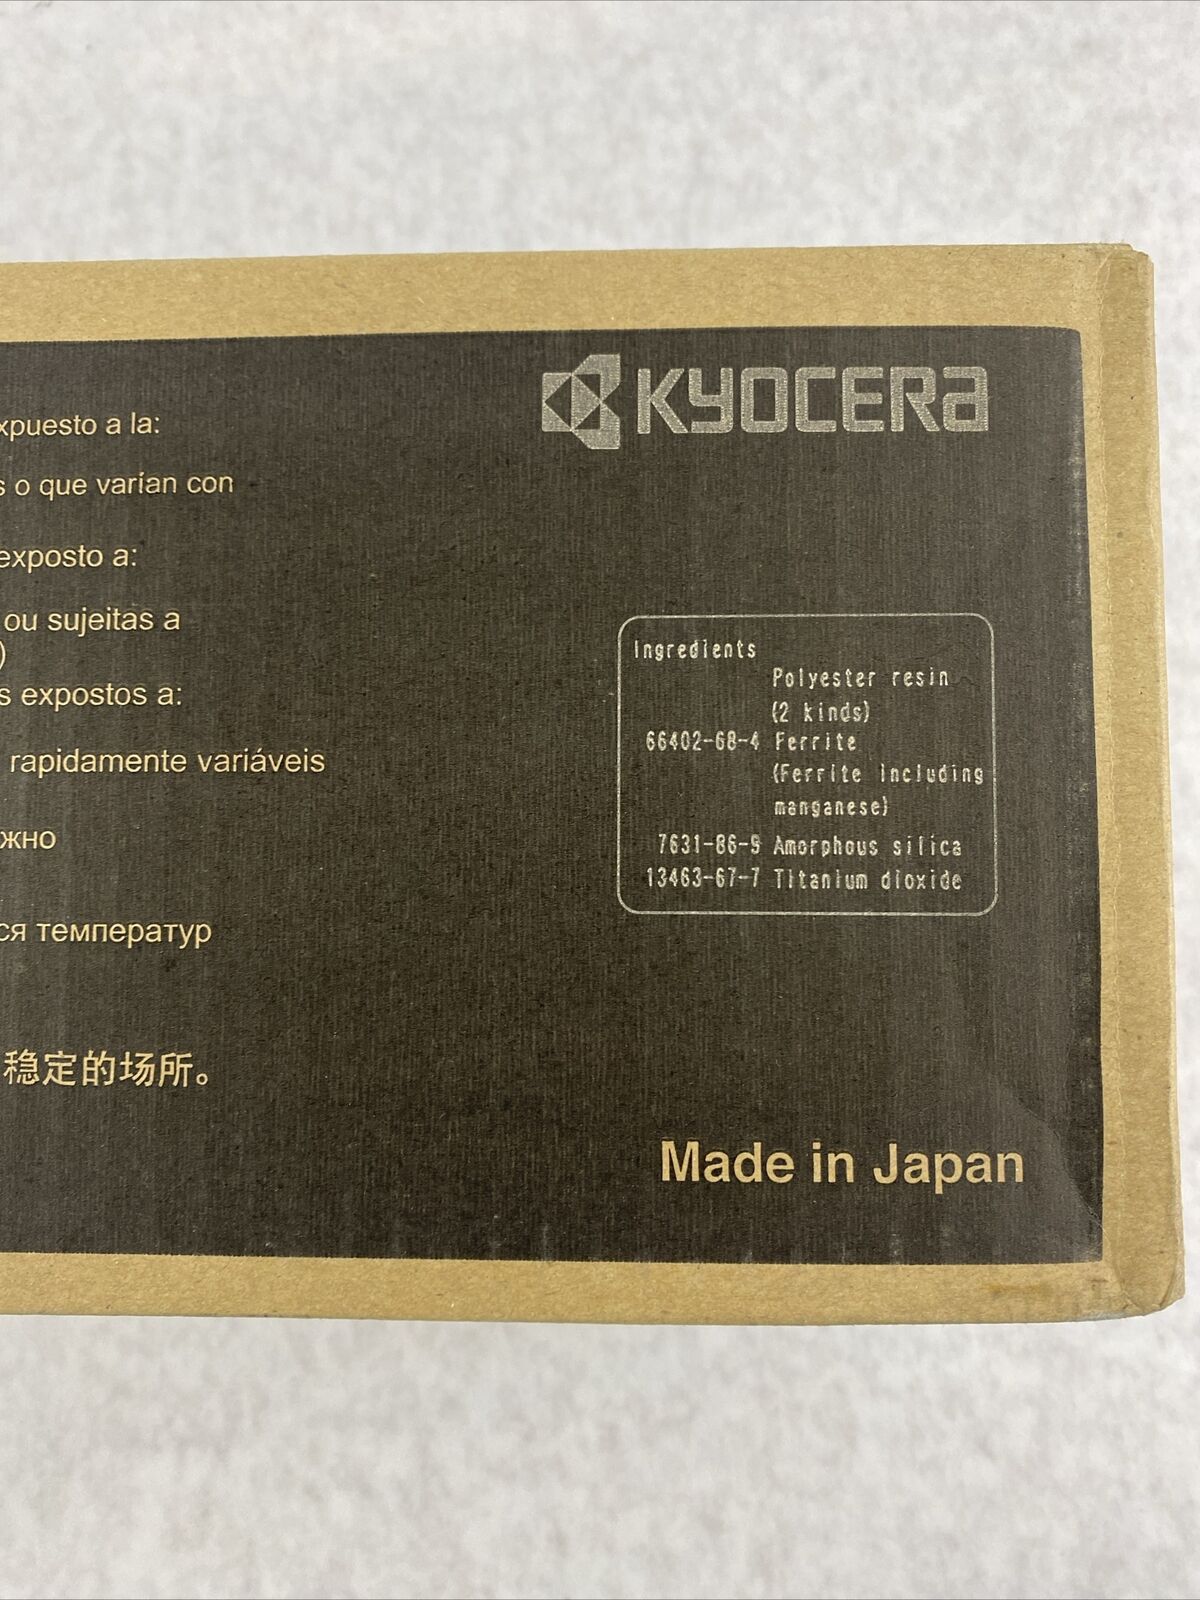 xpuesto a la:
s o que varían con
exposto a:
ou sujeitas a
)
s expostos a:
rapidamente variáveis
жно
ся температур
稳定的场所。
KYOCERA
Ingredients
Polyester resin
(2 kinds)
66402-68-4 Ferrite
(Ferrite including
manganese)
7631-86-9 Amorphous silica
13463-67-7 Titanium dioxide
Made in Japan